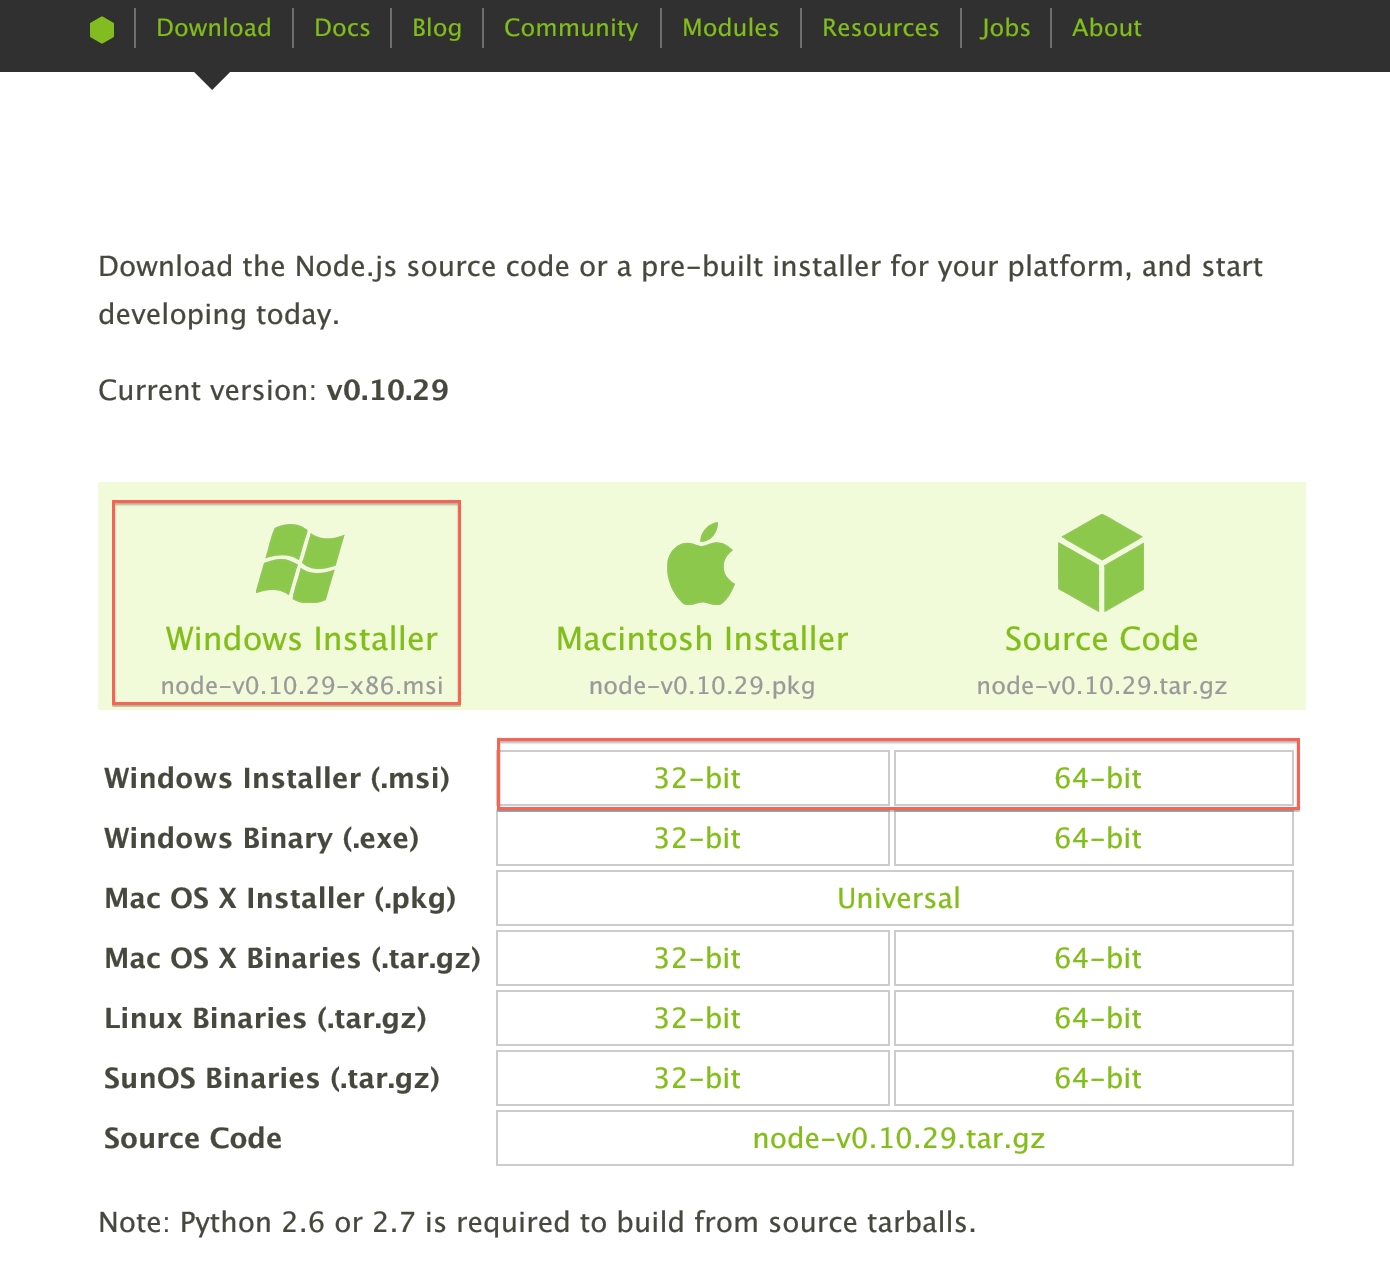 Download Docs Blog Community Modules Resources Jobs About
Download the Node.js source code or a pre-built installer for your platform, and start
developing today.
Current version: v0.10.29
Windows Installer Macintosh Installer Source Code
node-v0.10.29-x86.msi node-v0.10.29.pkg node-v0.10.29.tar.gz
Windows Installer (.msi) 32-bit 64-bit
Windows Binary (.exe) 32-bit 64-bit
Mac OS X Installer (.pkg) Universal
Mac OS X Binaries (.tar.gz) 32-bit 64-bit
Linux Binaries (.tar.gz) 32-bit 64-bit
SunOS Binaries (.tar.gz) 32-bit 64-bit
Source Code node-v0.10.29.tar.gz
Note: Python 2.6 or 2.7 is required to build from source tarballs.